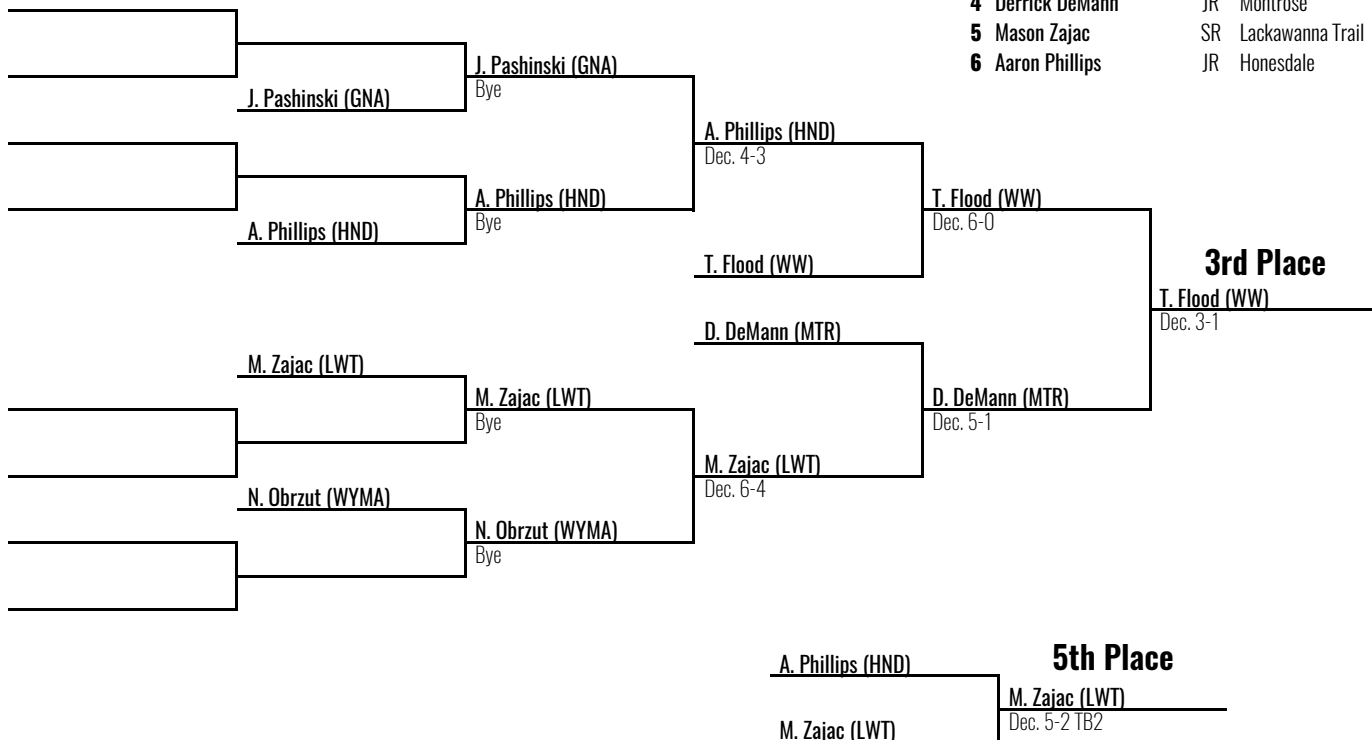 4 Derrick DeMann JR Montrose
5 Mason Zajac SR Lackawanna Trail
6 Aaron Phillips JR Honesdale
J. Pashinski (GNA)
J. Pashinski (GNA)
Bye
A. Phillips (HND)
A. Phillips (HND)
Bye
A. Phillips (HND)
Dec. 4-3
T. Flood (WW)
T. Flood (WW)
Dec. 6-0
3rd Place
T. Flood (WW)
Dec. 3-1
D. DeMann (MTR)
D. DeMann (MTR)
Dec. 5-1
M. Zajac (LWT)
M. Zajac (LWT)
Bye
M. Zajac (LWT)
Dec. 6-4
N. Obrzut (WYMA)
N. Obrzut (WYMA)
Bye
5th Place
A. Phillips (HND)
M. Zajac (LWT)
Dec. 5-2 TB2
M. Zajac (LWT)